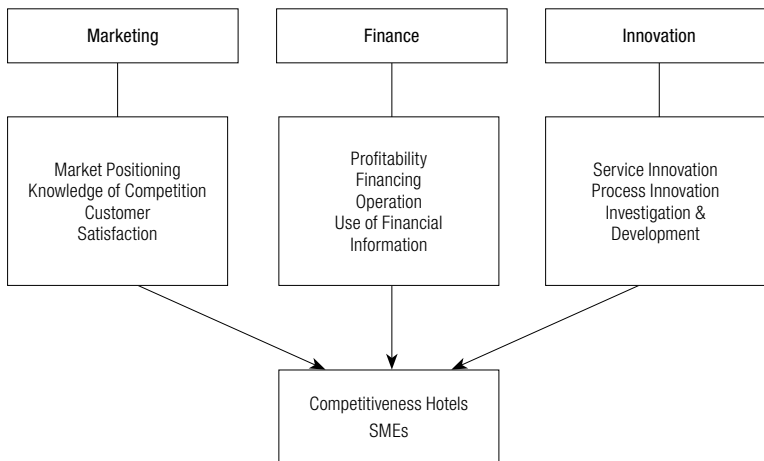 Marketing
Finance
Innovation
Market Positioning
Knowledge of Competition
Customer
Satisfaction
Profitability
Financing
Operation
Use of Financial
Information
Service Innovation
Process Innovation
Investigation &
Development
Competitiveness Hotels
SMEs